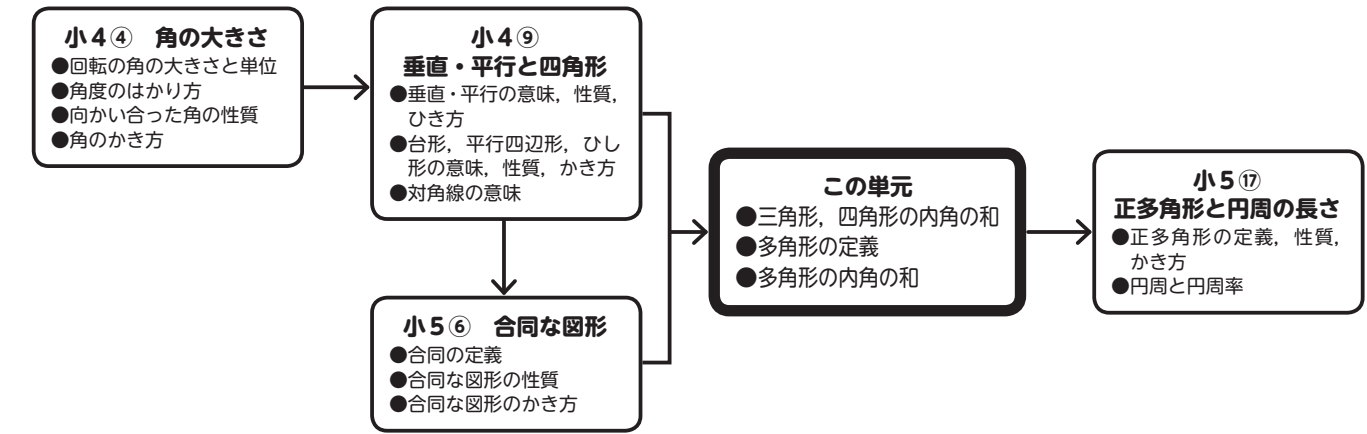 小4④　角の大きさ
●回転の角の大きさと単位
●角度のはかり方
●向かい合った角の性質
●角のかき方
小4⑨
垂直・平行と四角形
●垂直・平行の意味，性質，
ひき方
●台形，平行四辺形，ひし
形の意味，性質，かき方
●対角線の意味
小5⑥　合同な図形
●合同の定義
●合同な図形の性質
●合同な図形のかき方
この単元
●三角形，四角形の内角の和
●多角形の定義
●多角形の内角の和
小5⑰
正多角形と円周の長さ
●正多角形の定義，性質，
かき方
●円周と円周率